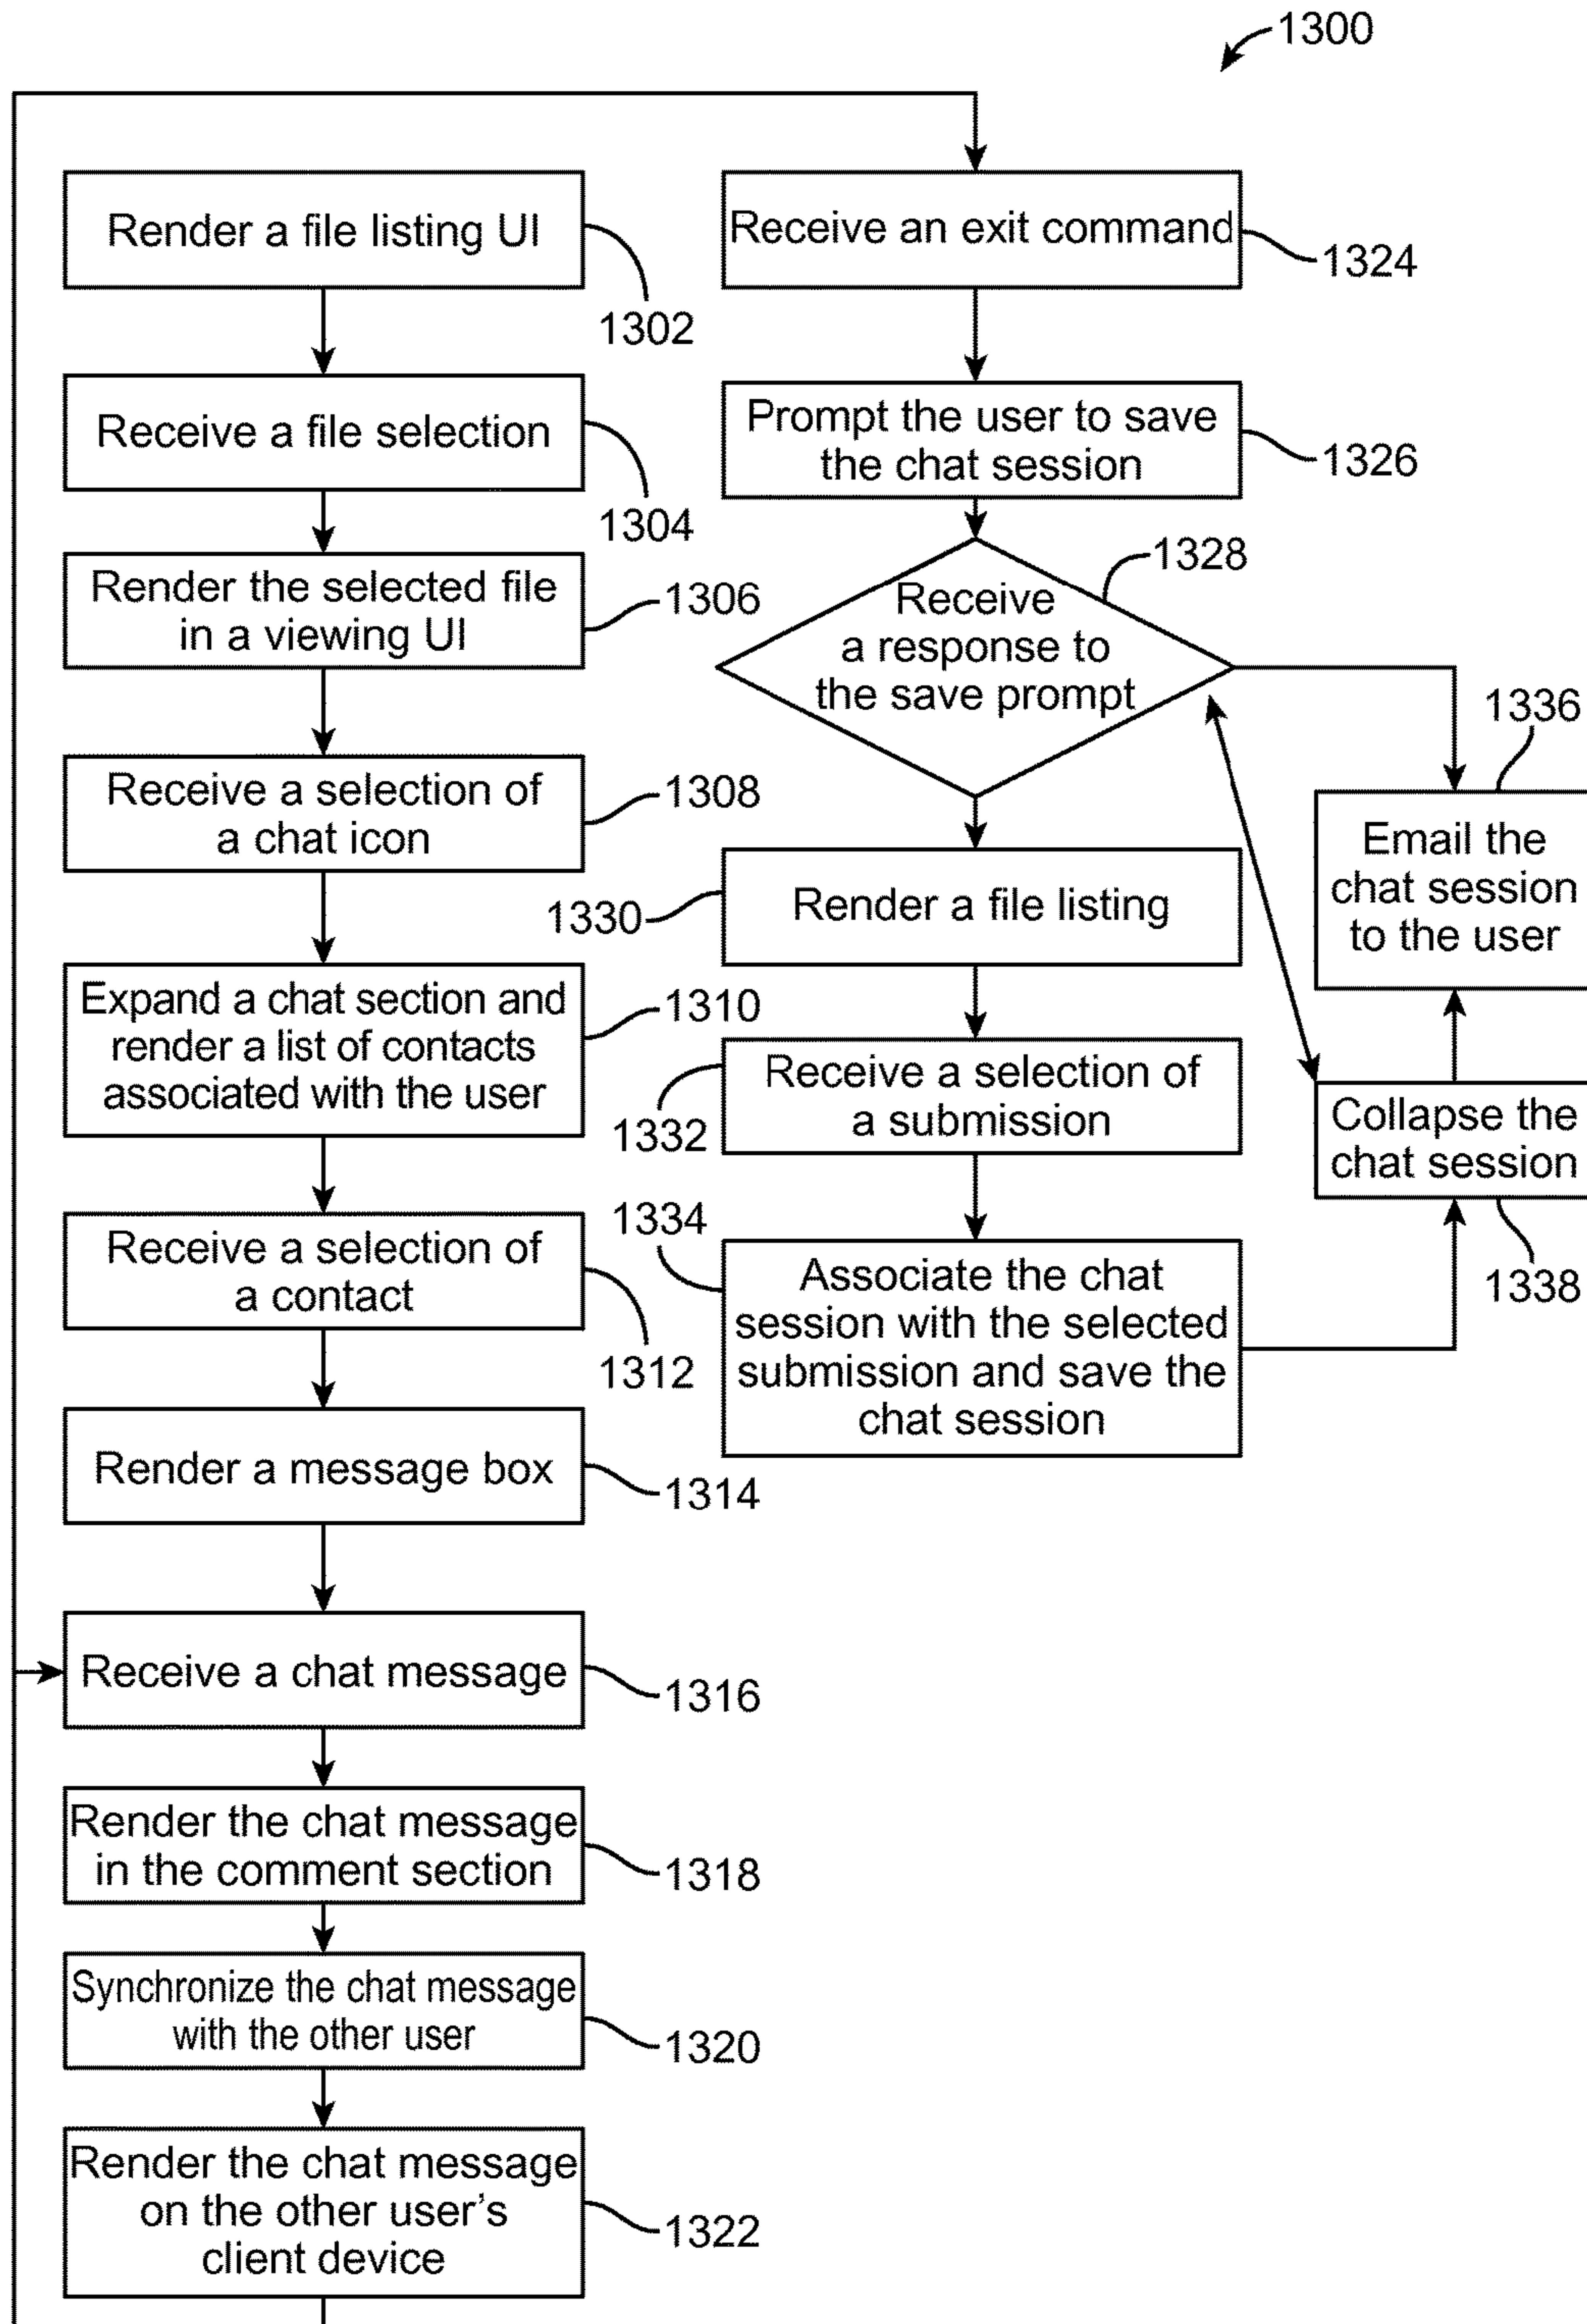 1300
Render a file listing UI
1302
Receive a file selection
1304
Render the selected file
in a viewing UI
1306
Receive a selection of
a chat icon
1308
Expand a chat section and
render a list of contacts
associated with the user
1310
Receive a selection of
a contact
1312
Render a message box
1314
Receive a chat message
1316
Render the chat message
in the comment section
1318
Synchronize the chat message
with the other user
1320
Render the chat message
on the other user's
client device
1322
Receive an exit command
1324
Prompt the user to save
the chat session
1326
Receive
a response to
the save prompt
1328
Render a file listing
1330
Receive a selection of
a submission
1332
Associate the chat
session with the selected
submission and save the
chat session
1334
1336
Email the
chat session
to the user
Collapse the
chat session
1338